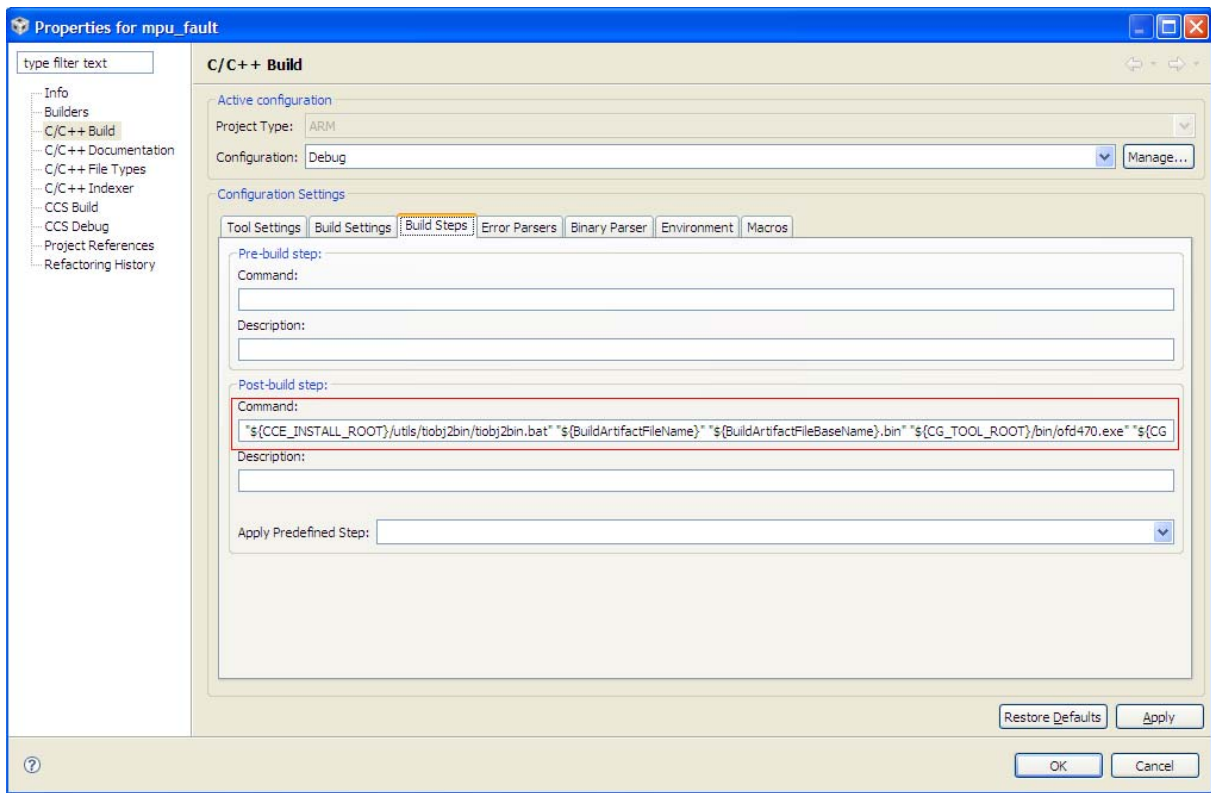 Properties for mpu_fault
type filter text
Info
Builders
C/C++ Build
C/C++ Documentation
C/C++ File Types
C/C++ Indexer
CCS Build
CCS Debug
Project References
Refactoring History
C/C++ Build
Active configuration
Project Type: ARM
Configuration: Debug Manage...
Configuration Settings
Tool Settings Build Settings Build Steps Error Parsers Binary Parser Environment Macros
Pre-build step:
Command:
Description:
Post-build step:
Command:
"${CCE_INSTALL_ROOT}/utils/tiobj2bin/tiobj2bin.bat" "${BuildArtifactFileName}" "${BuildArtifactFileBaseName}.bin" "${CG_TOOL_ROOT}/bin/ofd470.exe" "${CG
Description:
Apply Predefined Step:
Restore Defaults Apply
? OK Cancel